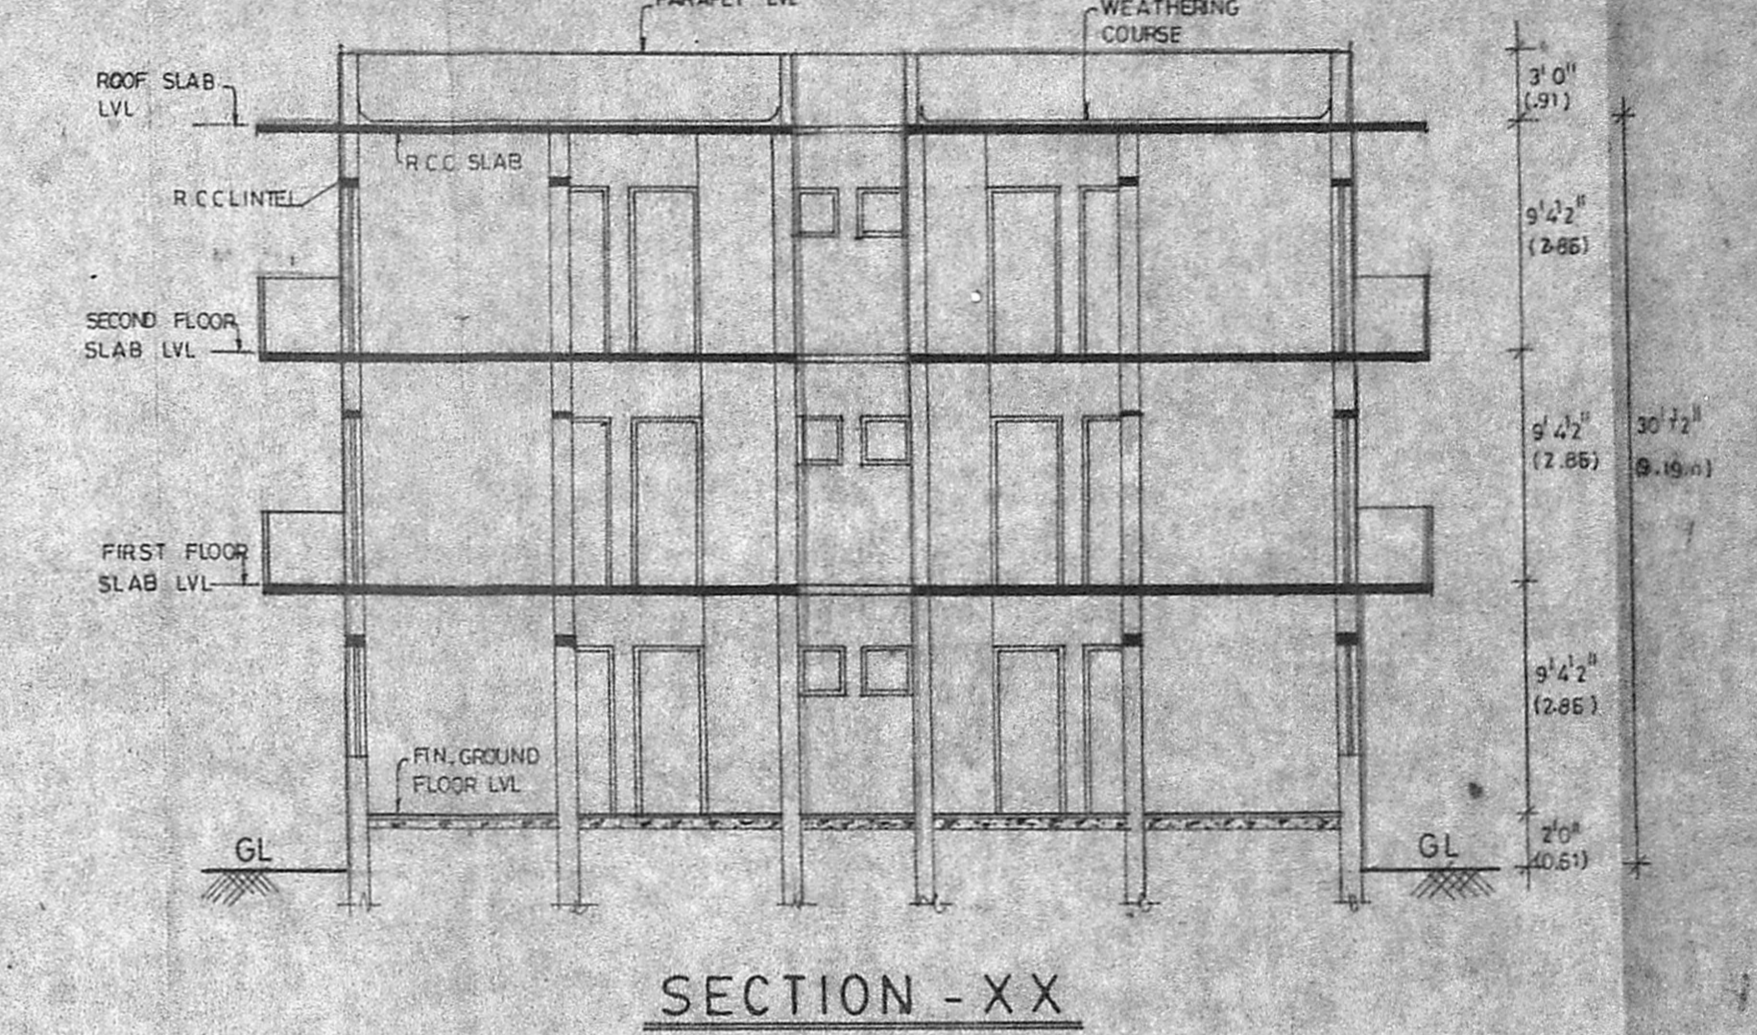 PARAPET LVL
WEATHERING
COURSE
ROOF SLAB
LVL
3'0"
(.91)
R.C.C SLAB
R.C.C LINTEL
9'4½"
(2.86)
SECOND FLOOR
SLAB LVL
9'4½"
(2.86)
30'1½"
FIRST FLOOR
SLAB LVL
9'4½"
(2.86)
FIN. GROUND
FLOOR LVL
GL
GL
2'0"
(0.61)
SECTION - XX